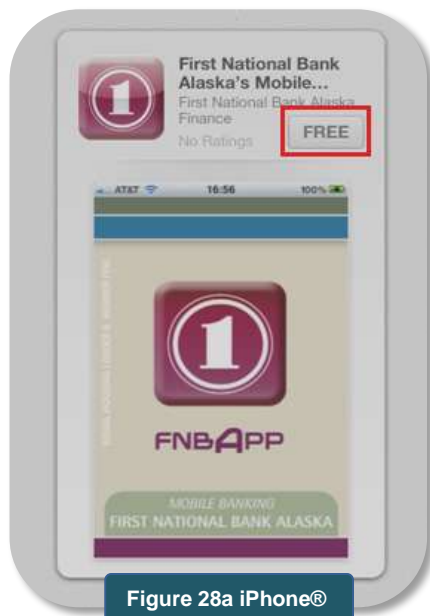 First National Bank
Alaska's Mobile...
First National Bank Alaska
Finance
No Ratings
FREE
AT&T 16:56 100%
1
FNBAPP
MOBILE BANKING
FIRST NATIONAL BANK ALASKA
Figure 28a iPhone®